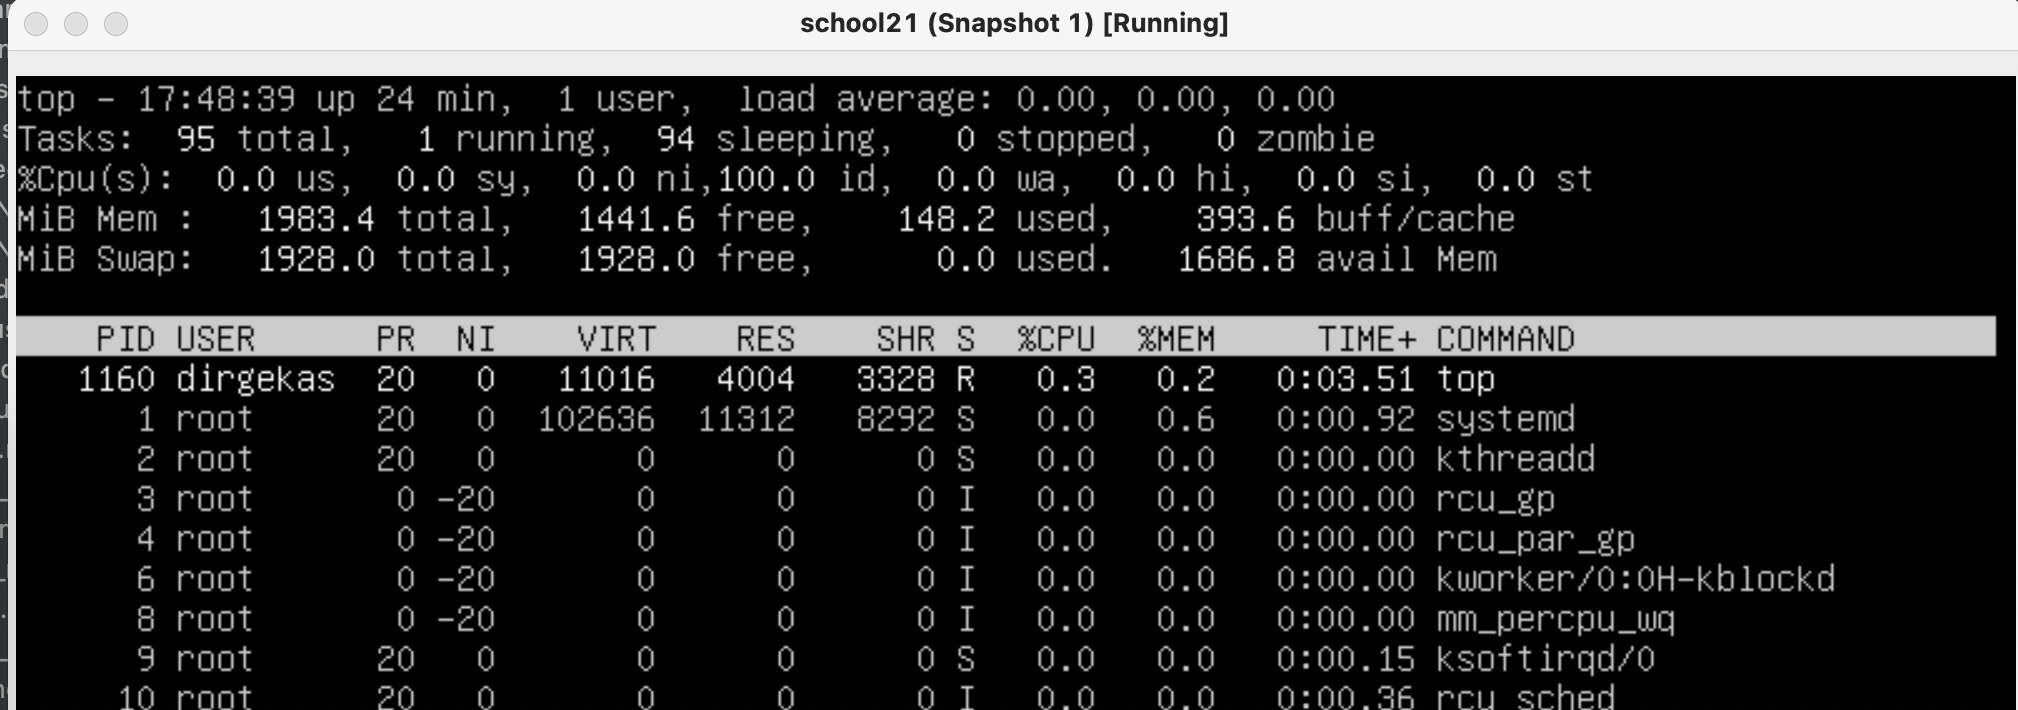 school21 (Snapshot 1) [Running]
top - 17:48:39 up 24 min,  1 user,  load average: 0.00, 0.00, 0.00
Tasks:  95 total,   1 running,  94 sleeping,   0 stopped,   0 zombie
%Cpu(s):  0.0 us,  0.0 sy,  0.0 ni,100.0 id,  0.0 wa,  0.0 hi,  0.0 si,  0.0 st
MiB Mem :   1983.4 total,   1441.6 free,    148.2 used,    393.6 buff/cache
MiB Swap:   1928.0 total,   1928.0 free,      0.0 used.   1686.8 avail Mem
PID USER      PR  NI    VIRT    RES    SHR S  %CPU  %MEM     TIME+ COMMAND
1160 dirgekas  20   0   11016   4004   3328 R   0.3   0.2   0:03.51 top
1 root      20   0  102636  11312   8292 S   0.0   0.6   0:00.92 systemd
2 root      20   0       0      0      0 S   0.0   0.0   0:00.00 kthreadd
3 root       0 -20       0      0      0 I   0.0   0.0   0:00.00 rcu_gp
4 root       0 -20       0      0      0 I   0.0   0.0   0:00.00 rcu_par_gp
6 root       0 -20       0      0      0 I   0.0   0.0   0:00.00 kworker/0:0H-kblockd
8 root       0 -20       0      0      0 I   0.0   0.0   0:00.00 mm_percpu_wq
9 root      20   0       0      0      0 S   0.0   0.0   0:00.15 ksoftirqd/0
10 root      20   0       0      0      0 I   0.0   0.0   0:00.36 rcu_sched